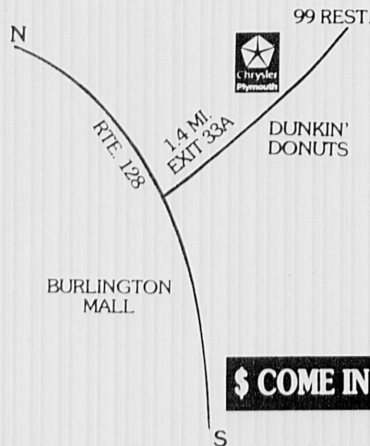 99 REST.
N
Chrysler
Plymouth
1.4 MI.
EXIT 33A
RTE. 128
DUNKIN'
DONUTS
BURLINGTON
MALL
$ COME IN
S